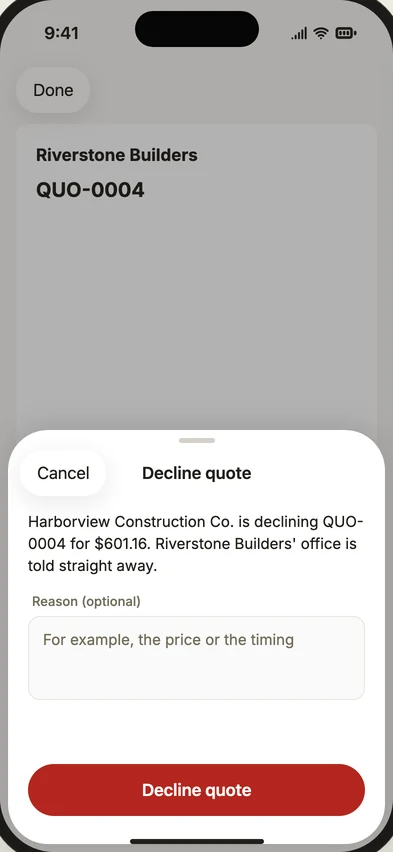 9:41
Done
Riverstone Builders
QUO-0004
Cancel
Decline quote
Harborview Construction Co. is declining QUO-
0004 for $601.16. Riverstone Builders' office is
told straight away.
Reason (optional)
For example, the price or the timing
Decline quote